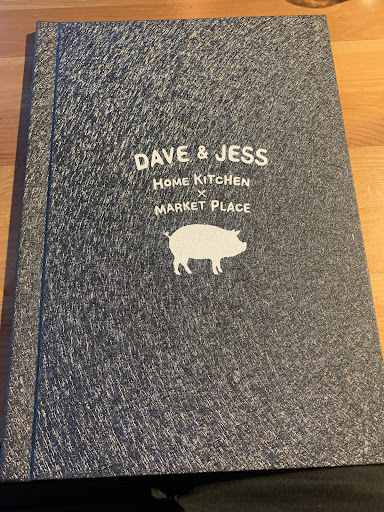 DAVE & JESS
HOME KITCHEN
×
MARKET PLACE